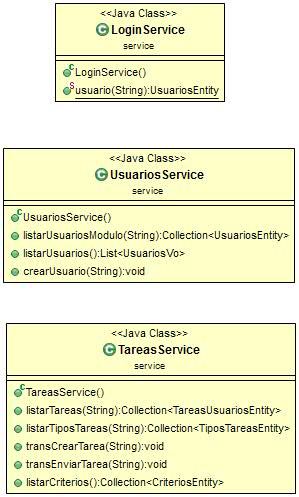 <<Java Class>>
LoginService
service
LoginService()
usuario(String):UsuariosEntity
<<Java Class>>
UsuariosService
service
UsuariosService()
listarUsuariosModulo(String):Collection<UsuariosEntity>
listarUsuarios():List<UsuariosVo>
crearUsuario(String):void
<<Java Class>>
TareasService
service
TareasService()
listarTareas(String):Collection<TareasUsuariosEntity>
listarTiposTareas(String):Collection<TiposTareasEntity>
transCrearTarea(String):void
transEnviarTarea(String):void
listarCriterios():Collection<CriteriosEntity>